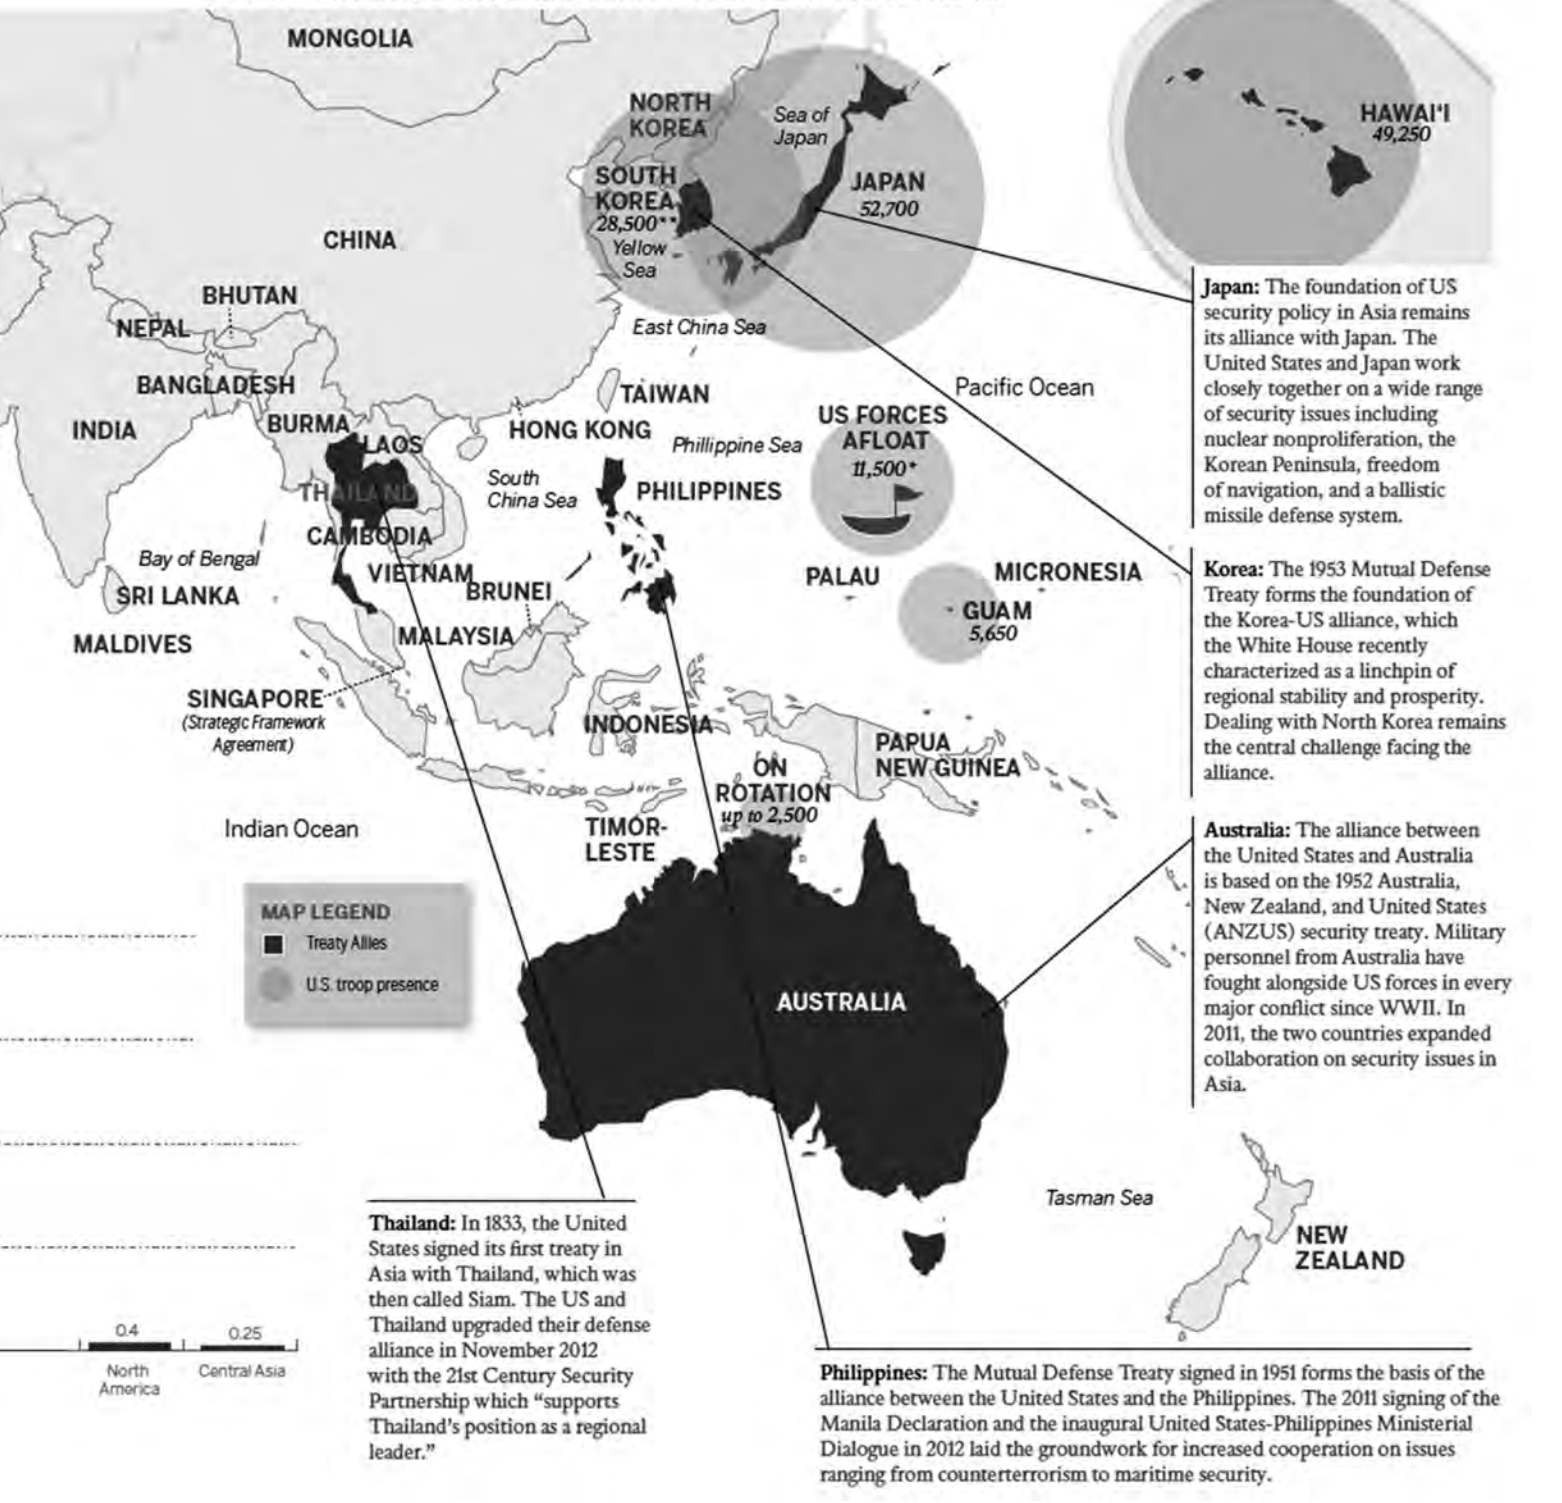 MONGOLIA
NORTH
KOREA
Sea of
Japan
HAWAI‘I
49,250
SOUTH
KOREA
28,500**
JAPAN
52,700
Yellow
Sea
CHINA
BHUTAN
NEPAL
East China Sea
BANGLADESH
TAIWAN
Pacific Ocean
INDIA
BURMA
LAOS
HONG KONG
Phillippine Sea
US FORCES
AFLOAT
11,500*
THAILAND
South
China Sea
PHILIPPINES
CAMBODIA
Bay of Bengal
VIETNAM
BRUNEI
PALAU
MICRONESIA
SRI LANKA
GUAM
5,650
MALDIVES
MALAYSIA
SINGAPORE
(Strategic Framework
Agreement)
INDONESIA
PAPUA
NEW GUINEA
ON
ROTATION
up to 2,500
Indian Ocean
TIMOR-
LESTE
MAP LEGEND
Treaty Allies
U.S. troop presence
AUSTRALIA
Tasman Sea
NEW
ZEALAND
Japan: The foundation of US
security policy in Asia remains
its alliance with Japan. The
United States and Japan work
closely together on a wide range
of security issues including
nuclear nonproliferation, the
Korean Peninsula, freedom
of navigation, and a ballistic
missile defense system.
Korea: The 1953 Mutual Defense
Treaty forms the foundation of
the Korea-US alliance, which
the White House recently
characterized as a linchpin of
regional stability and prosperity.
Dealing with North Korea remains
the central challenge facing the
alliance.
Australia: The alliance between
the United States and Australia
is based on the 1952 Australia,
New Zealand, and United States
(ANZUS) security treaty. Military
personnel from Australia have
fought alongside US forces in every
major conflict since WWII. In
2011, the two countries expanded
collaboration on security issues in
Asia.
Thailand: In 1833, the United
States signed its first treaty in
Asia with Thailand, which was
then called Siam. The US and
Thailand upgraded their defense
alliance in November 2012
with the 21st Century Security
Partnership which “supports
Thailand’s position as a regional
leader.”
0.4
0.25
North
America
Central Asia
Philippines: The Mutual Defense Treaty signed in 1951 forms the basis of the
alliance between the United States and the Philippines. The 2011 signing of the
Manila Declaration and the inaugural United States-Philippines Ministerial
Dialogue in 2012 laid the groundwork for increased cooperation on issues
ranging from counterterrorism to maritime security.